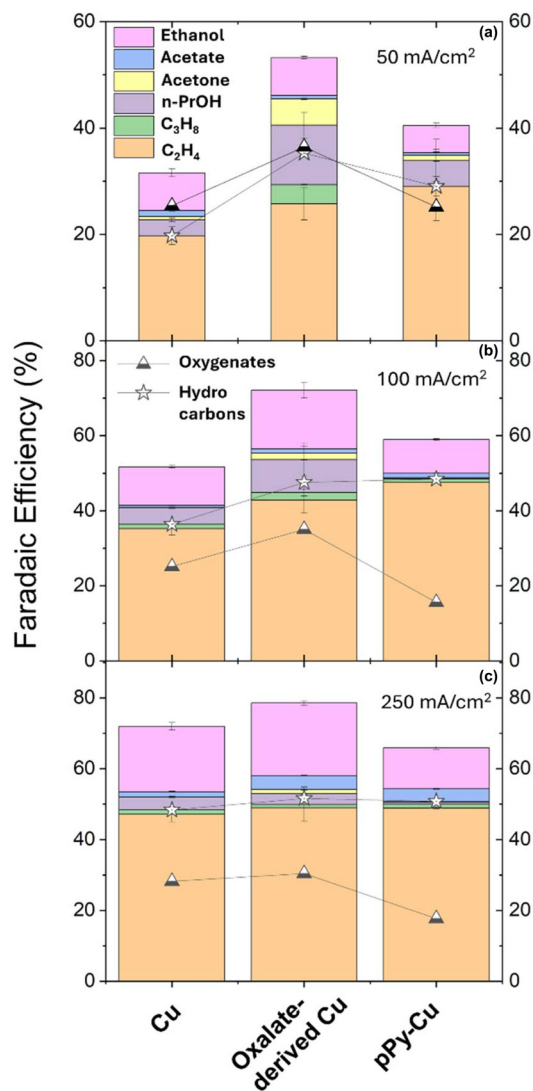 60
60
(a)
50 mA/cm²
Ethanol
Acetate
Acetone
n-PrOH
C₃H₈
C₂H₄
40
40
20
20
0
0
80
80
(b)
100 mA/cm²
Oxygenates
Hydro
carbons
60
60
40
40
20
20
0
0
80
80
(c)
250 mA/cm²
60
60
40
40
20
20
0
0
Faradaic Efficiency (%)
Cu
Oxalate-
derived Cu
pPy-Cu